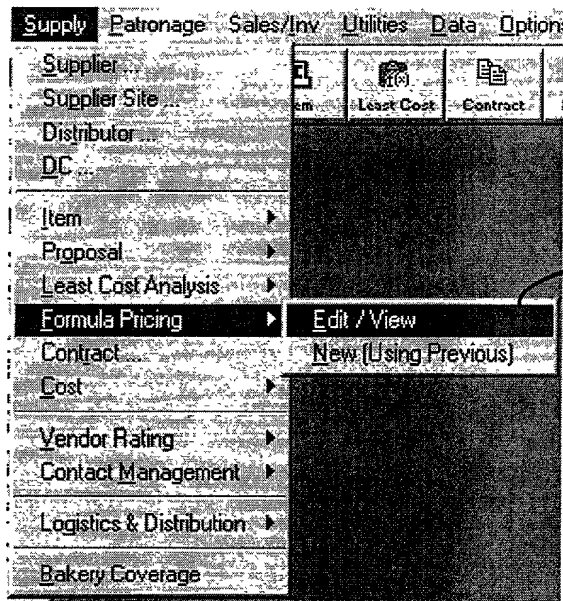 Supply Patronage Sales/Inv Utilities Data Option
Supplier ...
Supplier Site ...
Distributor ...
DC ...
Least Cost
Contract
Item
Proposal
Least Cost Analysis
Formula Pricing
Edit / View
New (Using Previous)
Contract ...
Cost
Vendor Rating
Contact Management
Logistics & Distribution
Bakery Coverage